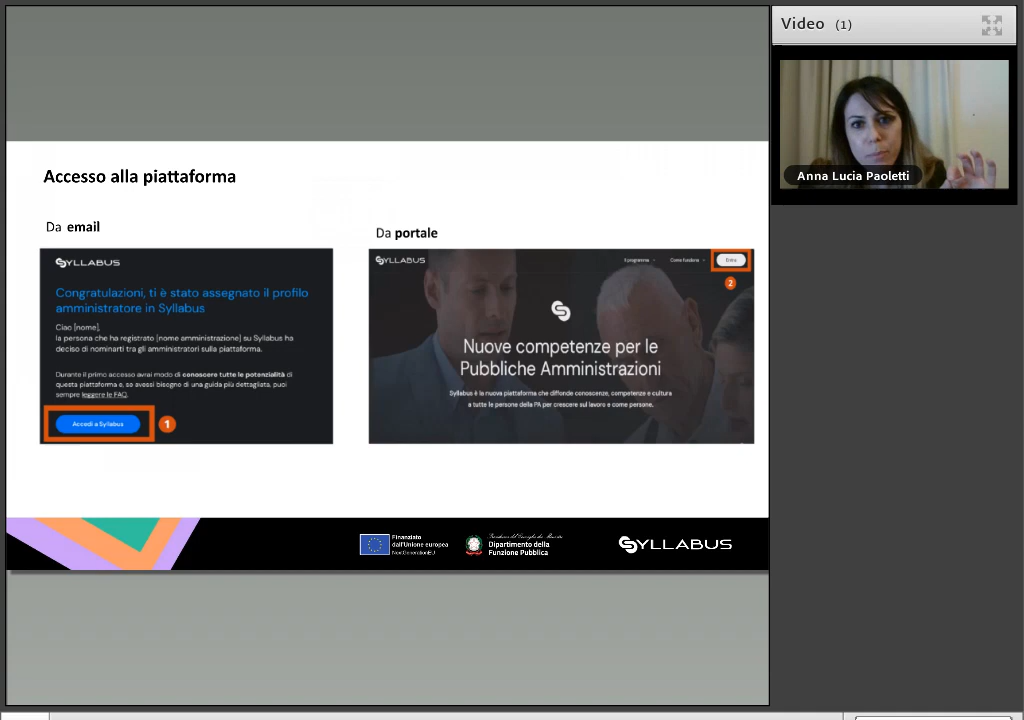 Video (1)
Anna Lucia Paoletti
Accesso alla piattaforma
Da email
SYLLABUS
Congratulazioni, ti è stato assegnato il profilo
amministratore in Syllabus
Ciao [nome],
la persona che ha registrato [nome amministrazione] su Syllabus ha
deciso di nominarti tra gli amministratori sulla piattaforma.
Durante il primo accesso avrai modo di conoscere tutte le potenzialità di
questa piattaforma e, se avessi bisogno di una guida più dettagliata, puoi
sempre leggere le FAQ.
Accedi a Syllabus
1
Da portale
SYLLABUS
Il programma
Come funziona
Entra
2
Nuove competenze per le
Pubbliche Amministrazioni
Syllabus è la nuova piattaforma che diffonde conoscenze, competenze e cultura
a tutte le persone della PA per crescere sul lavoro e come persone.
Finanziato
dall'Unione europea
NextGenerationEU
Presidenza del Consiglio dei Ministri
Dipartimento della
Funzione Pubblica
SYLLABUS